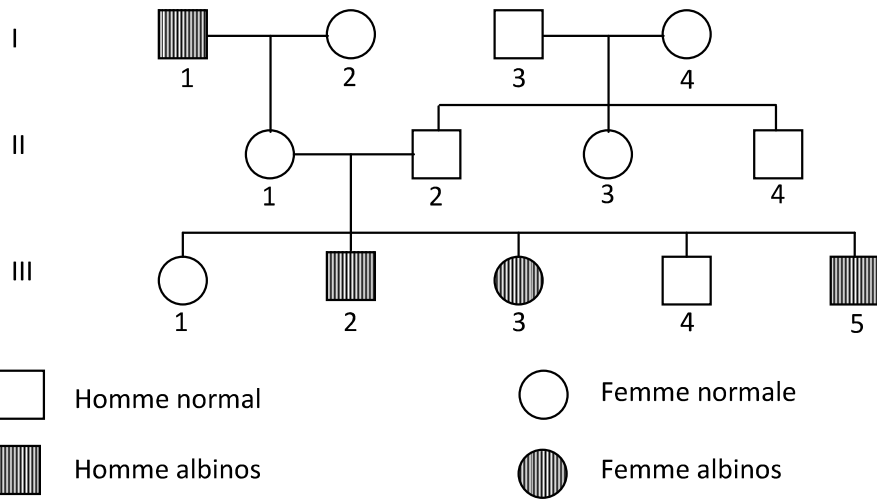 I
1 2 3 4
II
1 2 3 4
III
1 2 3 4 5
Homme normal Femme normale
Homme albinos Femme albinos